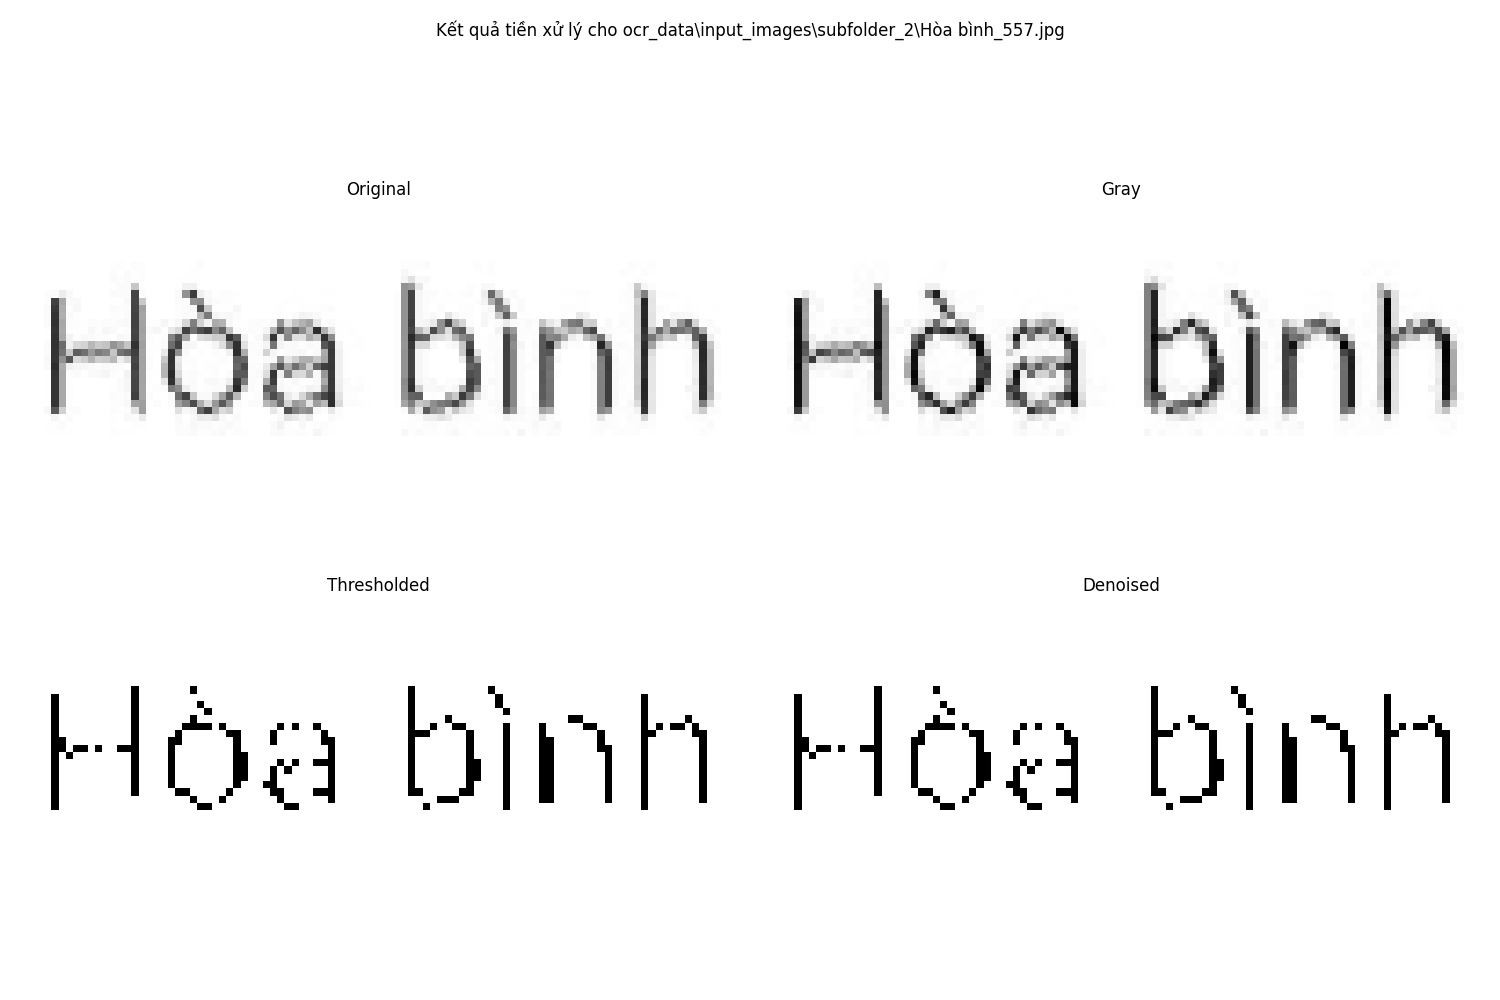 Kết quả tiền xử lý cho ocr_data\input_images\subfolder_2\Hòa bình_557.jpg
Original
Gray
Hòa bình
Hòa bình
Thresholded
Denoised
Hòa bình
Hòa bình